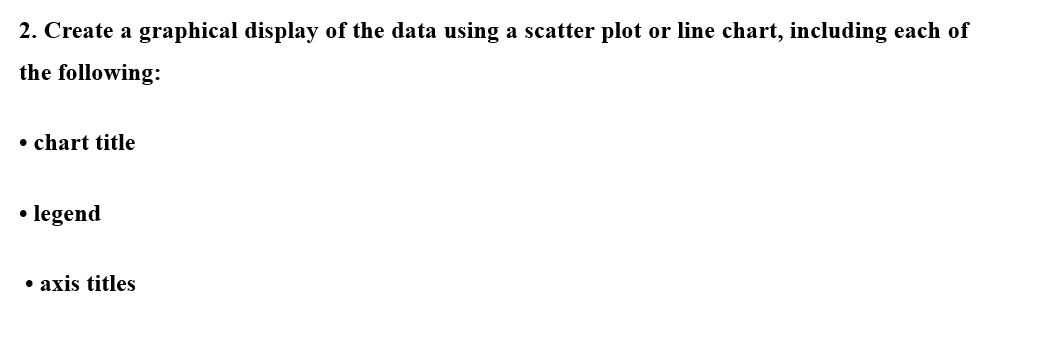 2. Create a graphical display of the data using a scatter plot or line chart, including each of
the following:
• chart title
• legend
• axis titles